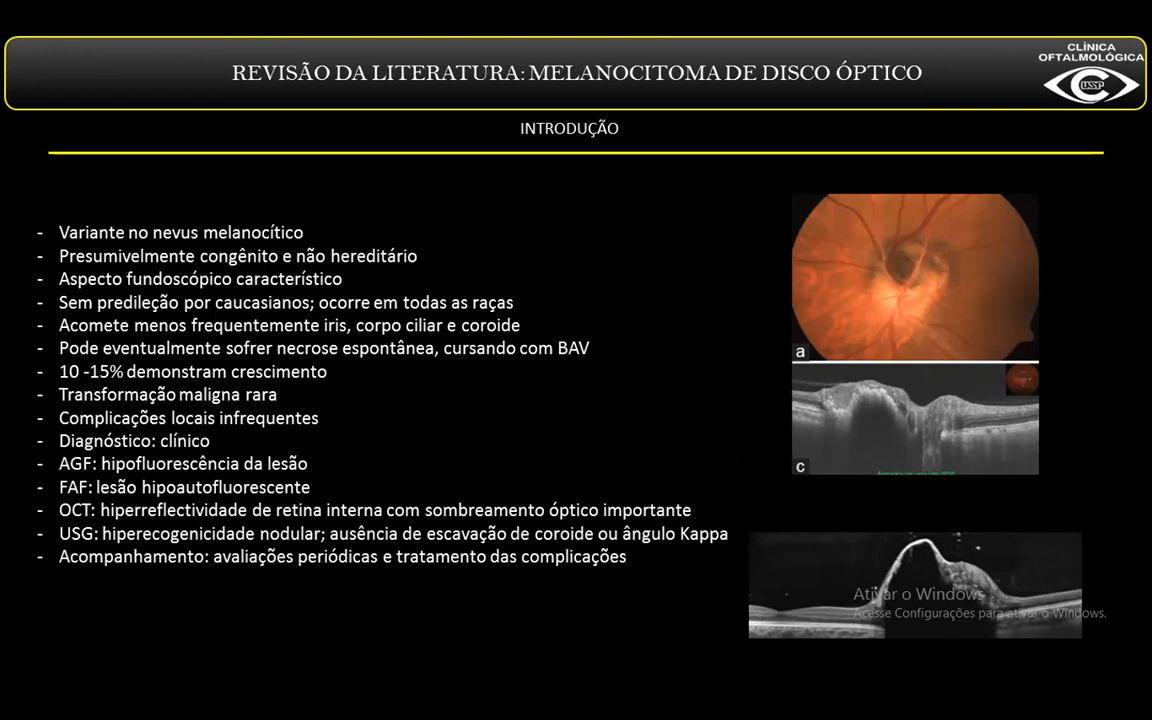 REVISÃO DA LITERATURA: MELANOCITOMA DE DISCO ÓPTICO
CLÍNICA
OFTALMOLÓGICA
USSP
INTRODUÇÃO
- Variante no nevus melanocítico
- Presumivelmente congênito e não hereditário
- Aspecto fundoscópico característico
- Sem predileção por caucasianos; ocorre em todas as raças
- Acomete menos frequentemente iris, corpo ciliar e coroide
- Pode eventualmente sofrer necrose espontânea, cursando com BAV
- 10 -15% demonstram crescimento
- Transformação maligna rara
- Complicações locais infrequentes
- Diagnóstico: clínico
- AGF: hipofluorescência da lesão
- FAF: lesão hipoautofluorescente
- OCT: hiperreflectividade de retina interna com sombreamento óptico importante
- USG: hiperecogenicidade nodular; ausência de escavação de coroide ou ângulo Kappa
- Acompanhamento: avaliações periódicas e tratamento das complicações
a
c
Ativar o Windows
Acesse Configurações para ativar o Windows.